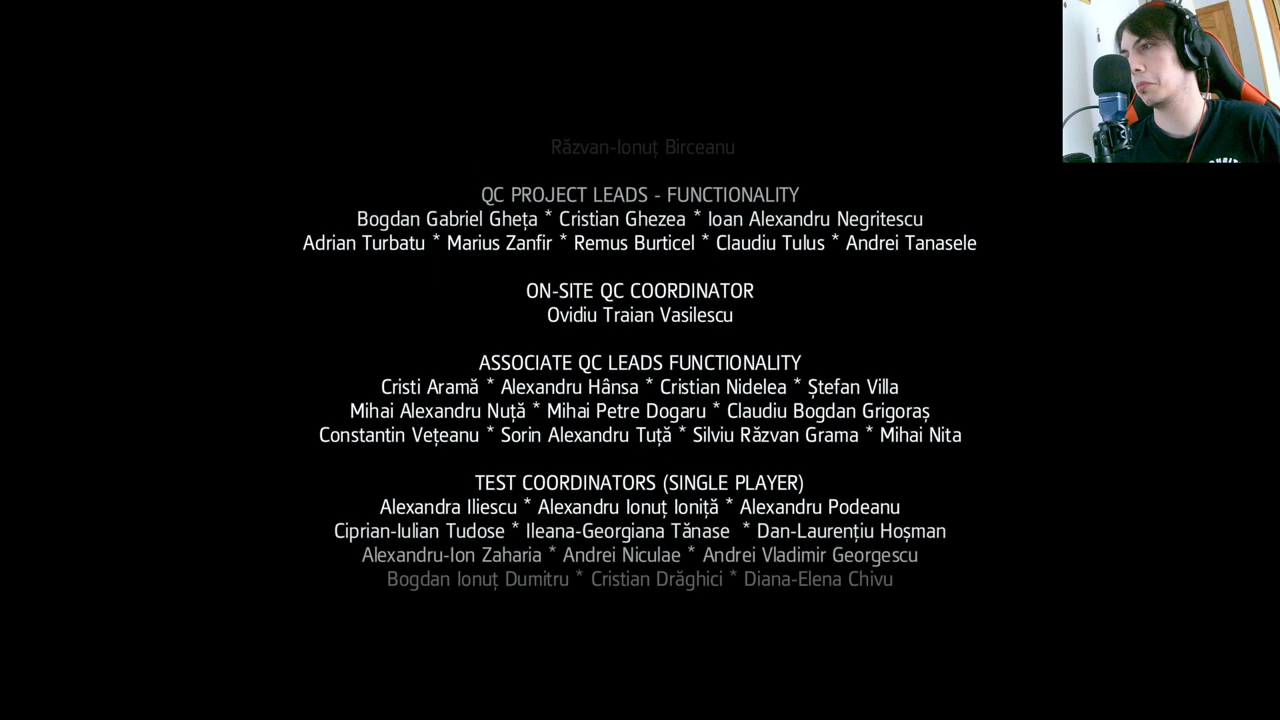 Răzvan-Ionuț Birceanu
QC PROJECT LEADS - FUNCTIONALITY
Bogdan Gabriel Ghența * Cristian Ghezea * Ioan Alexandru Negritescu
Adrian Turbatu * Marius Zanfir * Remus Burticel * Claudiu Tulus * Andrei Tanasele
ON-SITE QC COORDINATOR
Ovidiu Traian Vasilescu
ASSOCIATE QC LEADS FUNCTIONALITY
Cristi Aramă * Alexandru Hânsa * Cristian Nidelea * Ștefan Villa
Mihai Alexandru Nuță * Mihai Petre Dogaru * Claudiu Bogdan Grigoraș
Constantin Vețeanu * Sorin Alexandru Tuță * Silviu Răzvan Grama * Mihai Nita
TEST COORDINATORS (SINGLE PLAYER)
Alexandra Iliescu * Alexandru Ionuț Ioniță * Alexandru Podeanu
Ciprian-Iulian Tudose * Ileana-Georgiana Tănase * Dan-Laurențiu Hoșman
Alexandru-Ion Zaharia * Andrei Niculae * Andrei Vladimir Georgescu
Bogdan Ionuț Dumitru * Cristian Drăghici * Diana-Elena Chivu